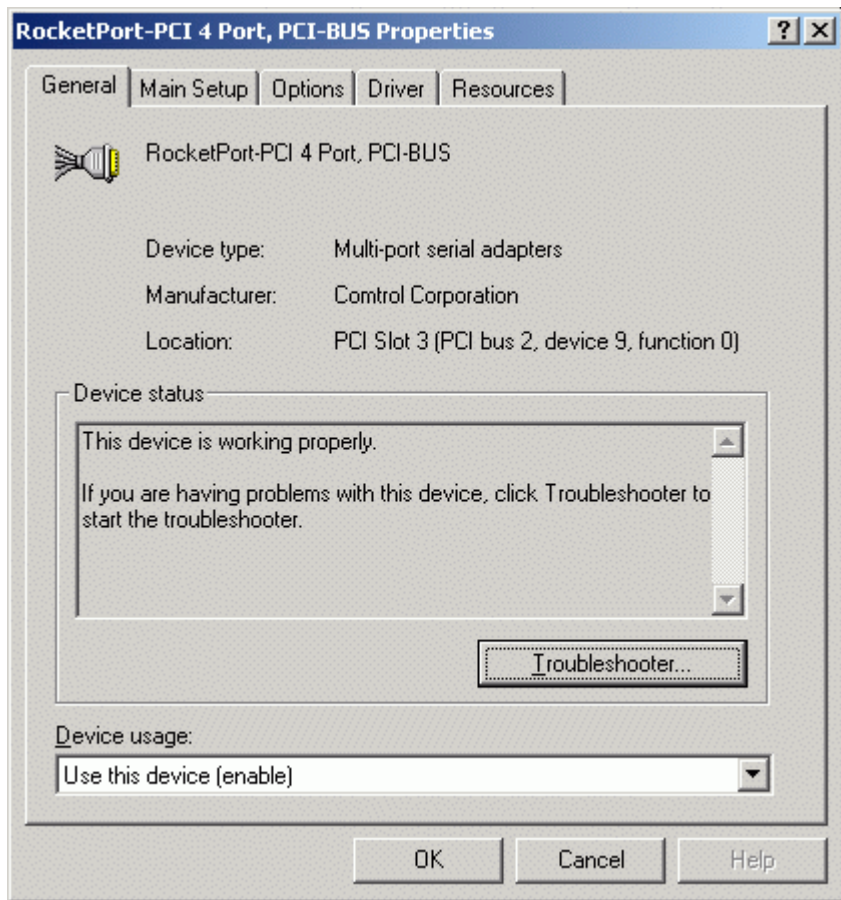 RocketPort-PCI 4 Port, PCI-BUS Properties
General Main Setup Options Driver Resources
RocketPort-PCI 4 Port, PCI-BUS
Device type: Multi-port serial adapters
Manufacturer: Comtrol Corporation
Location: PCI Slot 3 (PCI bus 2, device 9, function 0)
Device status
This device is working properly.
If you are having problems with this device, click Troubleshooter to
start the troubleshooter.
Troubleshooter...
Device usage:
Use this device (enable)
OK Cancel Help